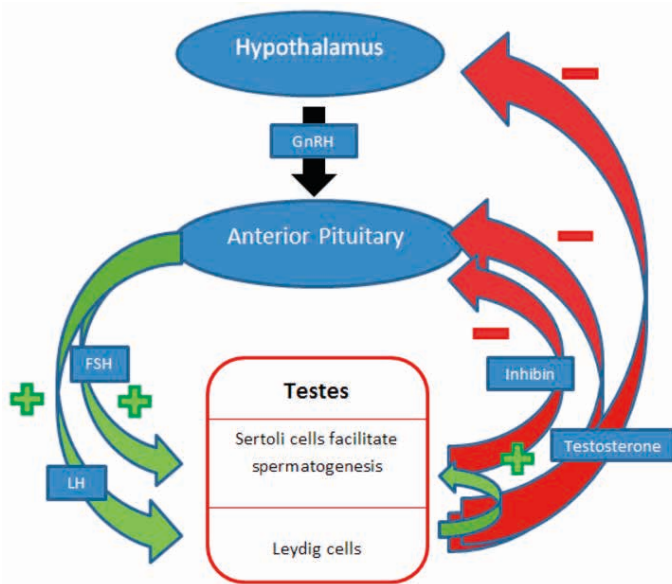 Hypothalamus
GnRH
Anterior Pituitary
FSH
LH
Testes
Sertoli cells facilitate
spermatogenesis
Leydig cells
Inhibin
Testosterone